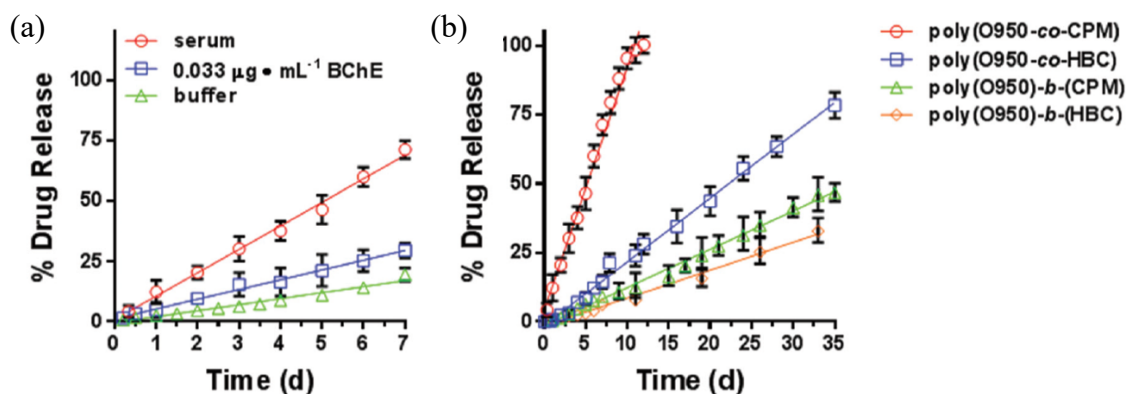 (a)
serum
0.033 µg • mL⁻¹ BChE
buffer
% Drug Release
100
75
50
25
0
0 1 2 3 4 5 6 7
Time (d)
(b)
% Drug Release
100
75
50
25
0
0 5 10 15 20 25 30 35
Time (d)
poly(O950-co-CPM)
poly(O950-co-HBC)
poly(O950)-b-(CPM)
poly(O950)-b-(HBC)